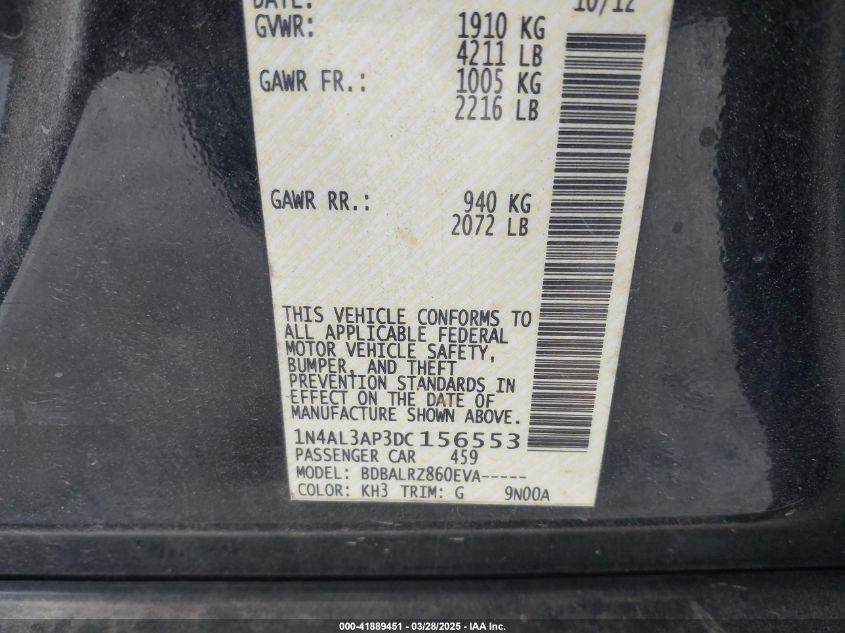 DATE: 10/12
GVWR: 1910 KG
4211 LB
GAWR FR.: 1005 KG
2216 LB
GAWR RR.: 940 KG
2072 LB
THIS VEHICLE CONFORMS TO
ALL APPLICABLE FEDERAL
MOTOR VEHICLE SAFETY,
BUMPER, AND THEFT
PREVENTION STANDARDS IN
EFFECT ON THE DATE OF
MANUFACTURE SHOWN ABOVE.
1N4AL3AP3DC156553
PASSENGER CAR 459
MODEL: BDBALRZ860EVA-----
COLOR: KH3 TRIM: G 9N00A
000-41889451 | 03/28/2025 - IAA Inc.